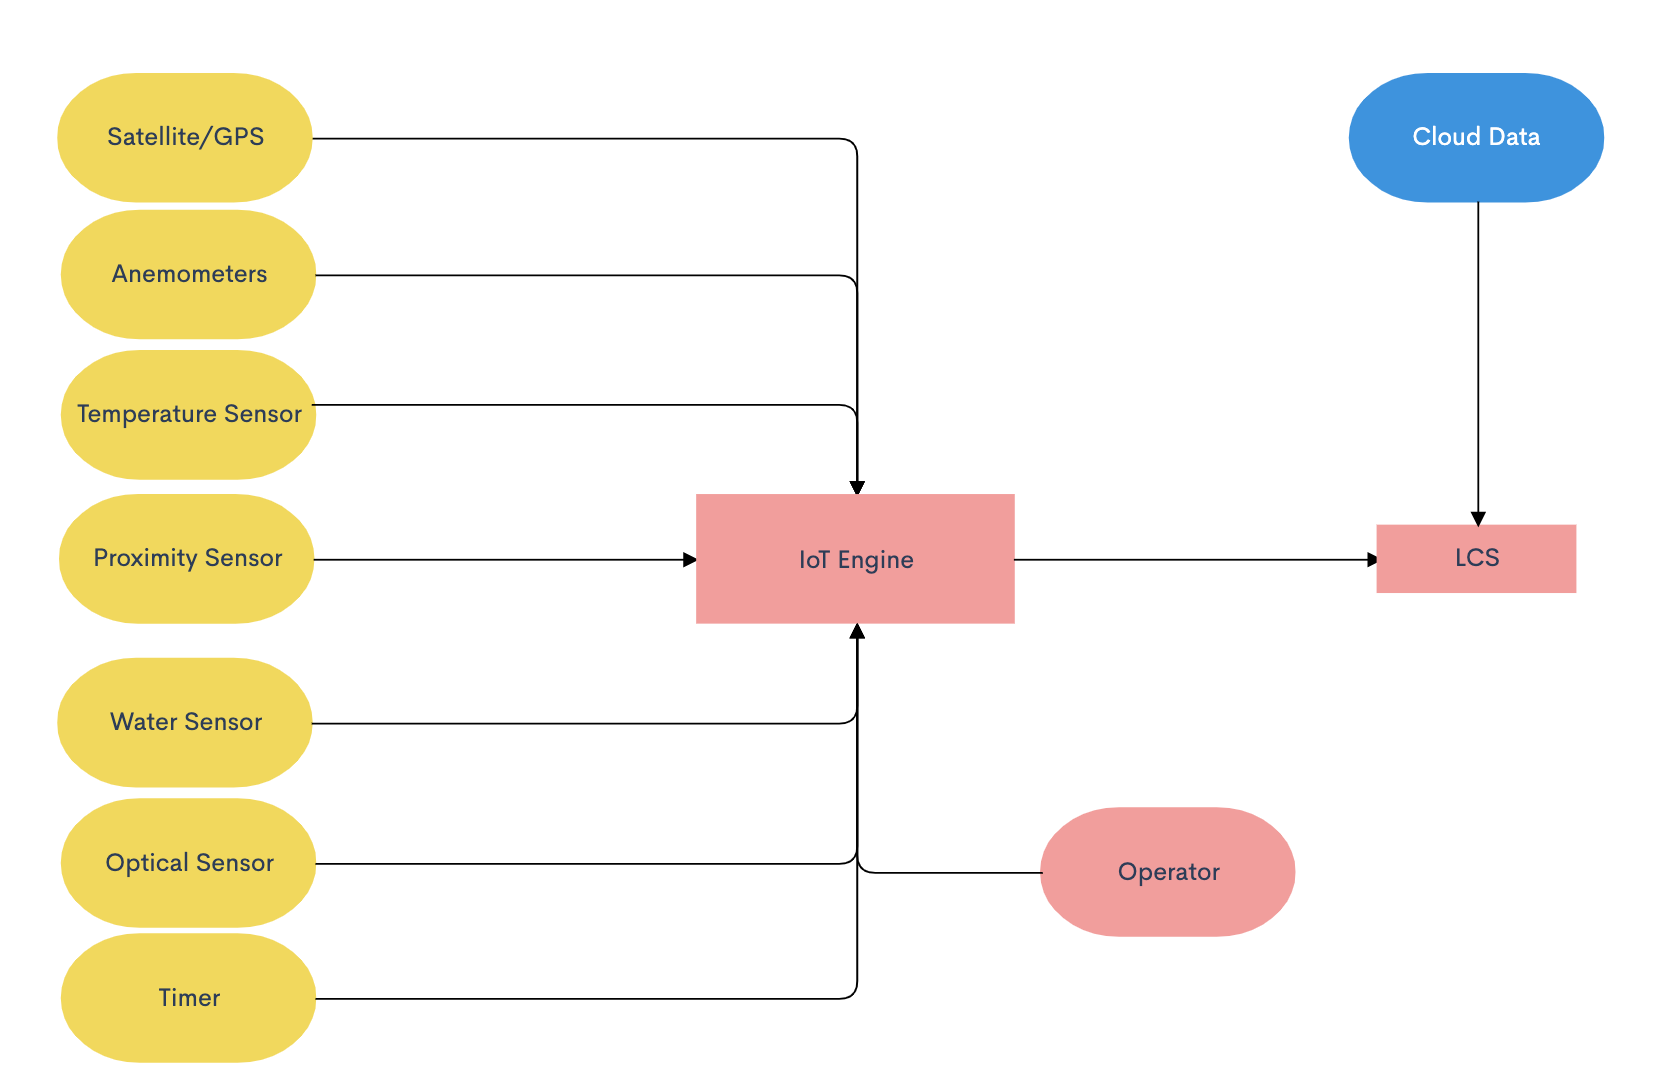 Satellite/GPS
Cloud Data
Anemometers
Temperature Sensor
Proximity Sensor
IoT Engine
LCS
Water Sensor
Optical Sensor
Operator
Timer